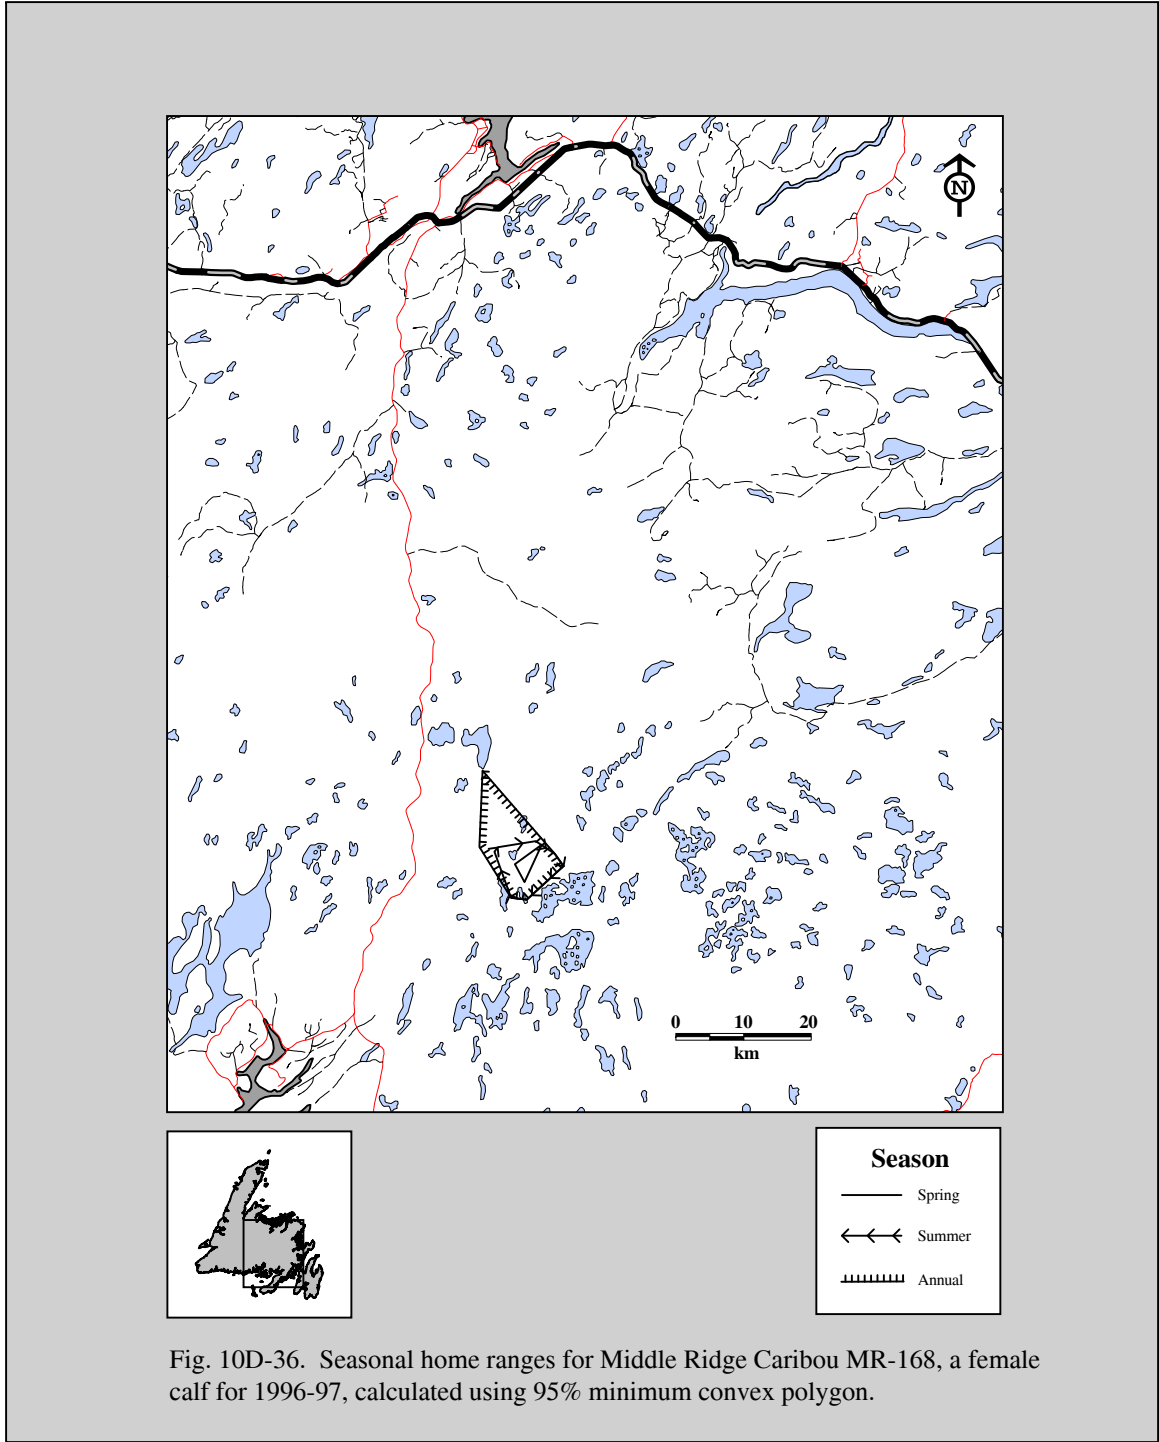 N
0 10 20
km
Season
Spring
Summer
Annual
Fig. 10D-36. Seasonal home ranges for Middle Ridge Caribou MR-168, a female
calf for 1996-97, calculated using 95% minimum convex polygon.